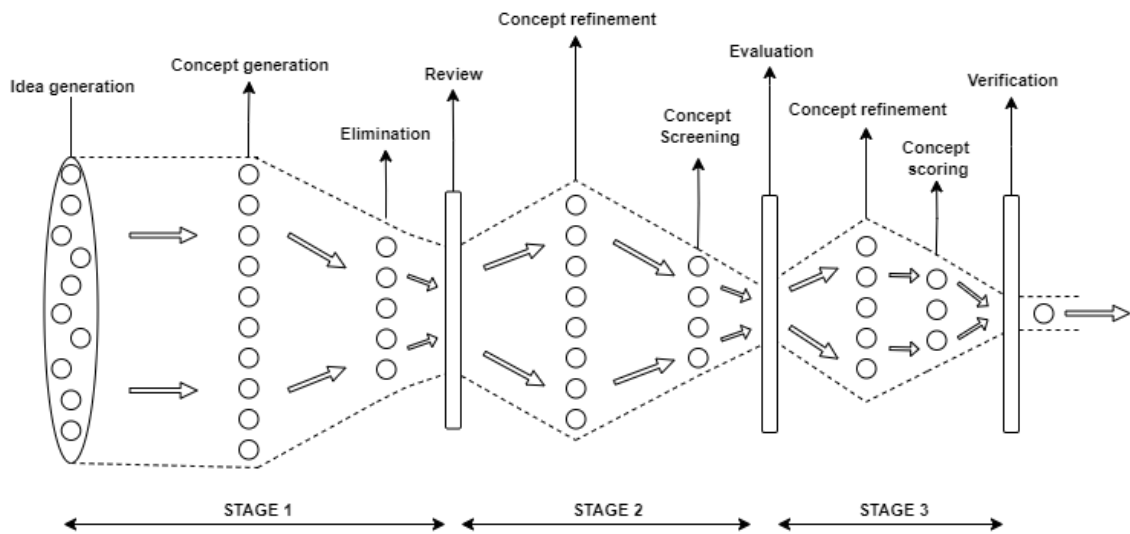 Idea generation
Concept generation
Elimination
Review
Concept refinement
Concept
Screening
Evaluation
Concept refinement
Concept
scoring
Verification
STAGE 1
STAGE 2
STAGE 3